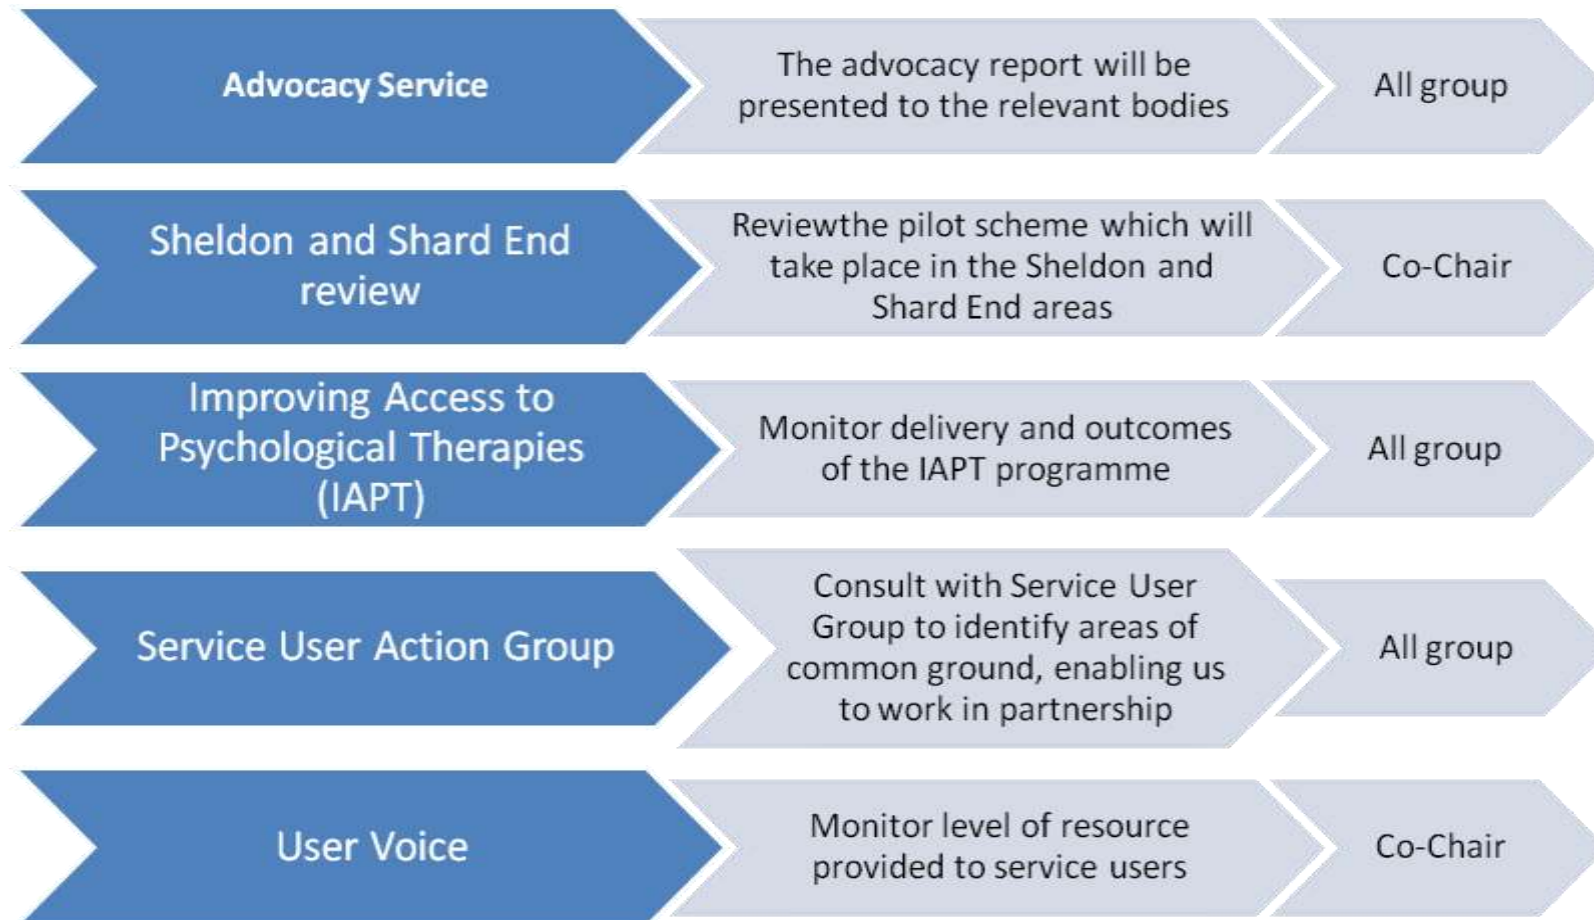 Advocacy Service
The advocacy report will be
presented to the relevant bodies
All group
Sheldon and Shard End
review
Reviewthe pilot scheme which will
take place in the Sheldon and
Shard End areas
Co-Chair
Improving Access to
Psychological Therapies
(IAPT)
Monitor delivery and outcomes
of the IAPT programme
All group
Service User Action Group
Consult with Service User
Group to identify areas of
common ground, enabling us
to work in partnership
All group
User Voice
Monitor level of resource
provided to service users
Co-Chair